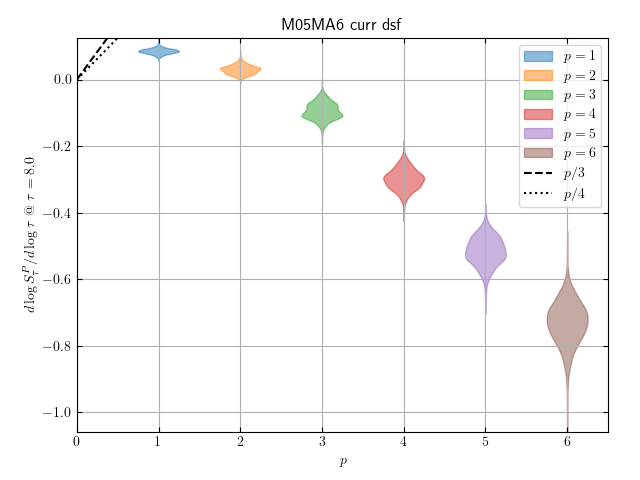 M05MA6 curr dsf
d log S_τ^P / d log τ @ τ = 8.0
0.0
−0.2
−0.4
−0.6
−0.8
−1.0
0 1 2 3 4 5 6
p
p = 1
p = 2
p = 3
p = 4
p = 5
p = 6
p/3
p/4